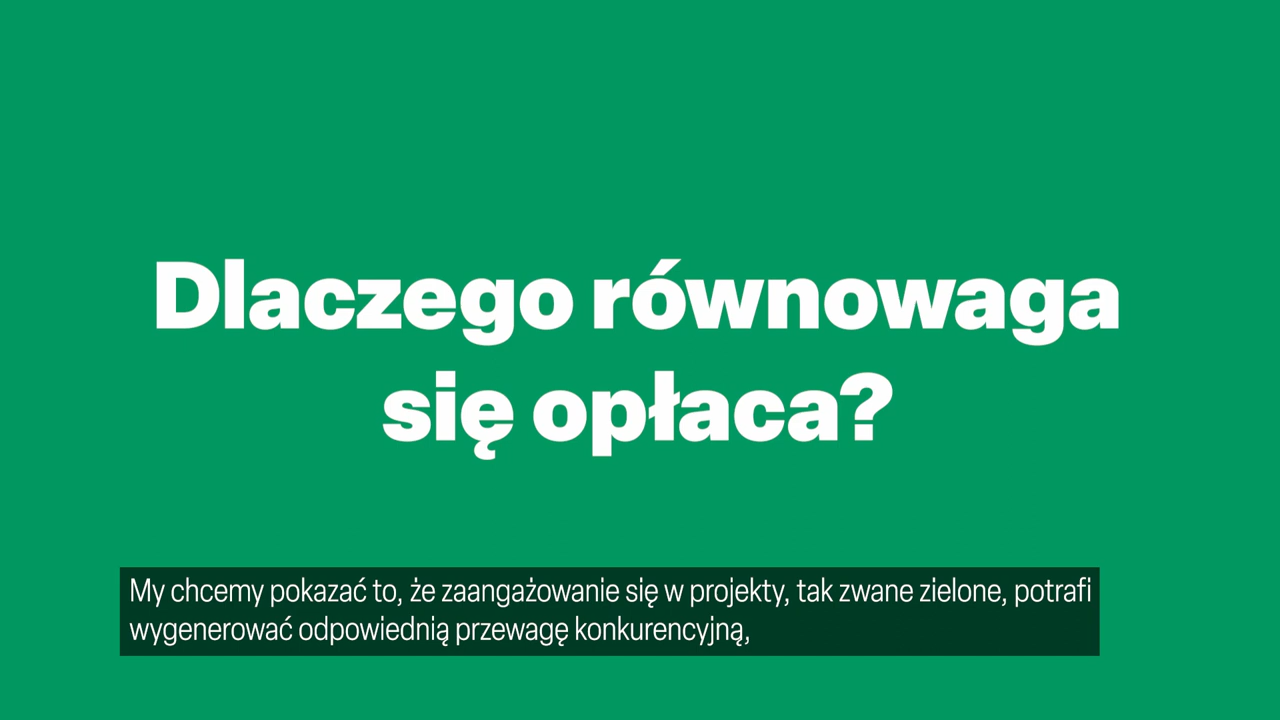 Dlaczego równowaga
się opłaca?
My chcemy pokazać to, że zaangażowanie się w projekty, tak zwane zielone, potrafi
wygenerować odpowiednią przewagę konkurencyjną,